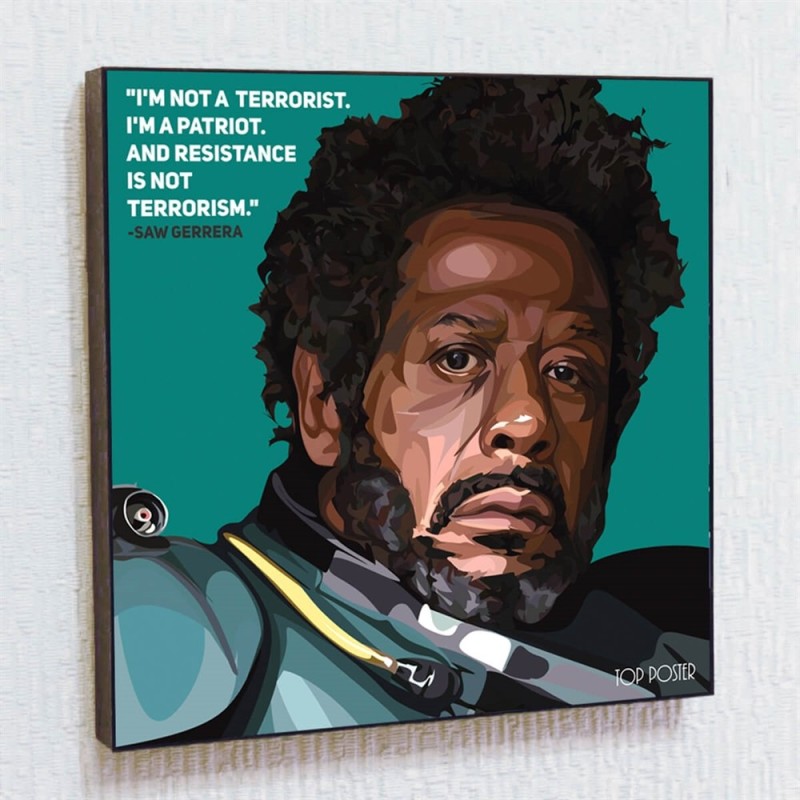 "I'M NOT A TERRORIST.
I'M A PATRIOT.
AND RESISTANCE
IS NOT
TERRORISM."
-SAW GERRERA
TOP POSTER